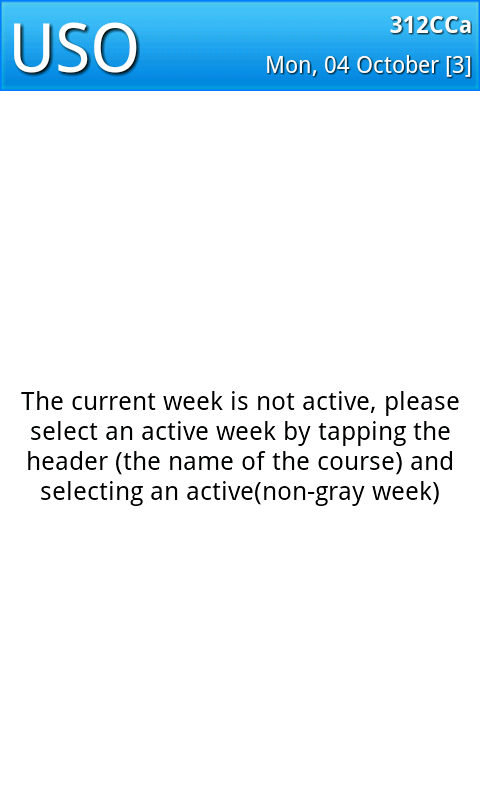 USO
312CCa
Mon, 04 October [3]
The current week is not active, please
select an active week by tapping the
header (the name of the course) and
selecting an active(non-gray week)